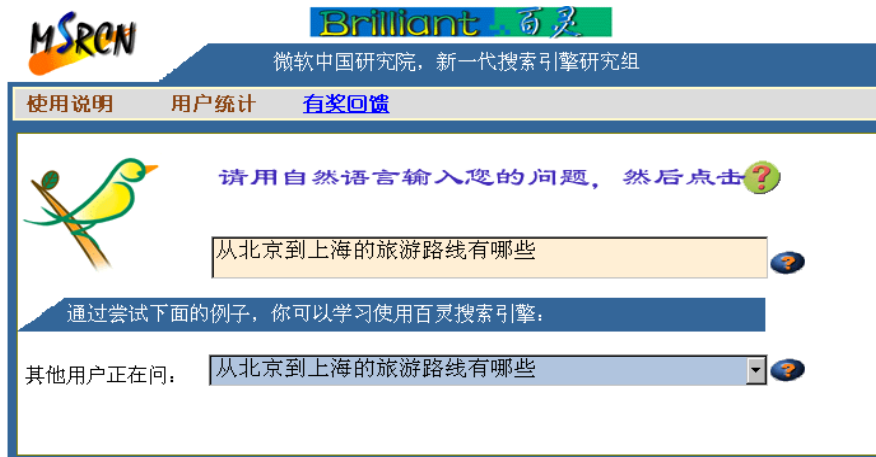 MSRCN
Brilliant 百灵
微软中国研究院，新一代搜索引擎研究组
使用说明 用户统计 有奖回馈
请用自然语言输入您的问题，然后点击?
从北京到上海的旅游路线有哪些
?
通过尝试下面的例子，你可以学习使用百灵搜索引擎：
其他用户正在问： 从北京到上海的旅游路线有哪些 ?